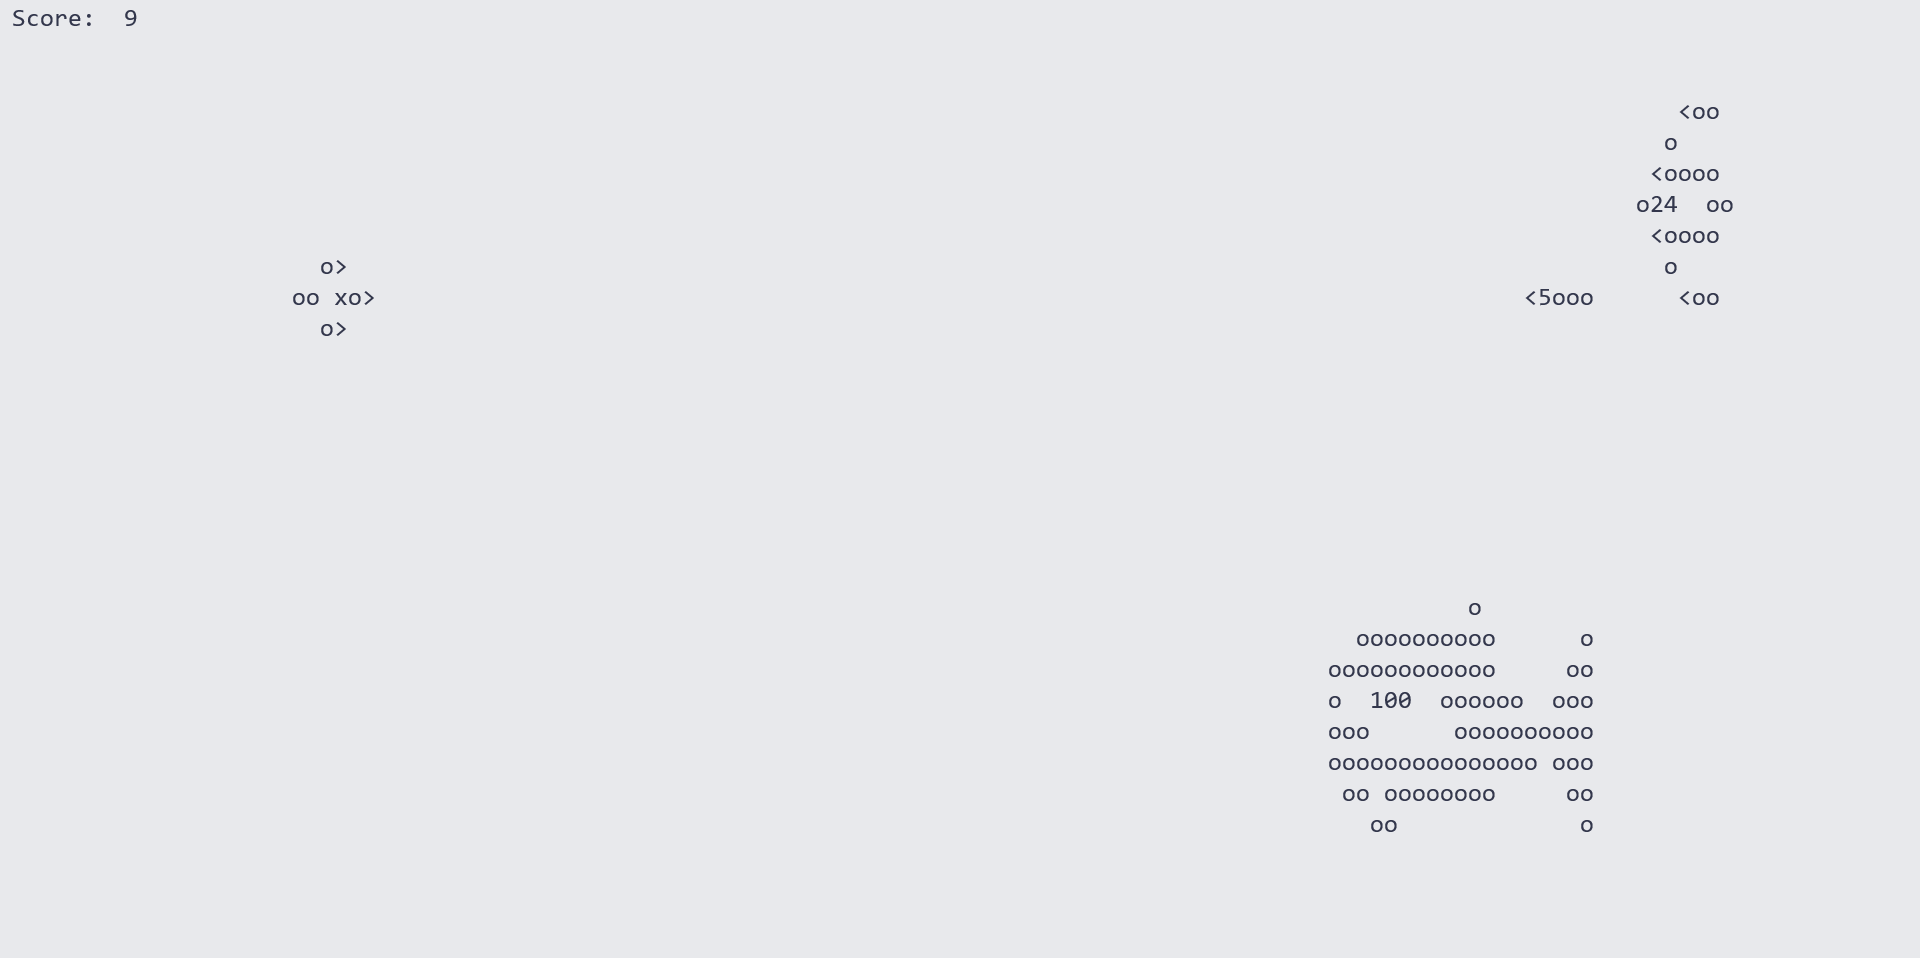 Score:  9
<oo
o
<oooo
o24  oo
<oooo
o>                                                                                              o
oo xo>                                                                                  <5ooo      <oo
o>
o
oooooooooo      o
oooooooooooo     oo
o  100  oooooo  ooo
ooo      oooooooooo
ooooooooooooooo ooo
oo oooooooo     oo
oo             o